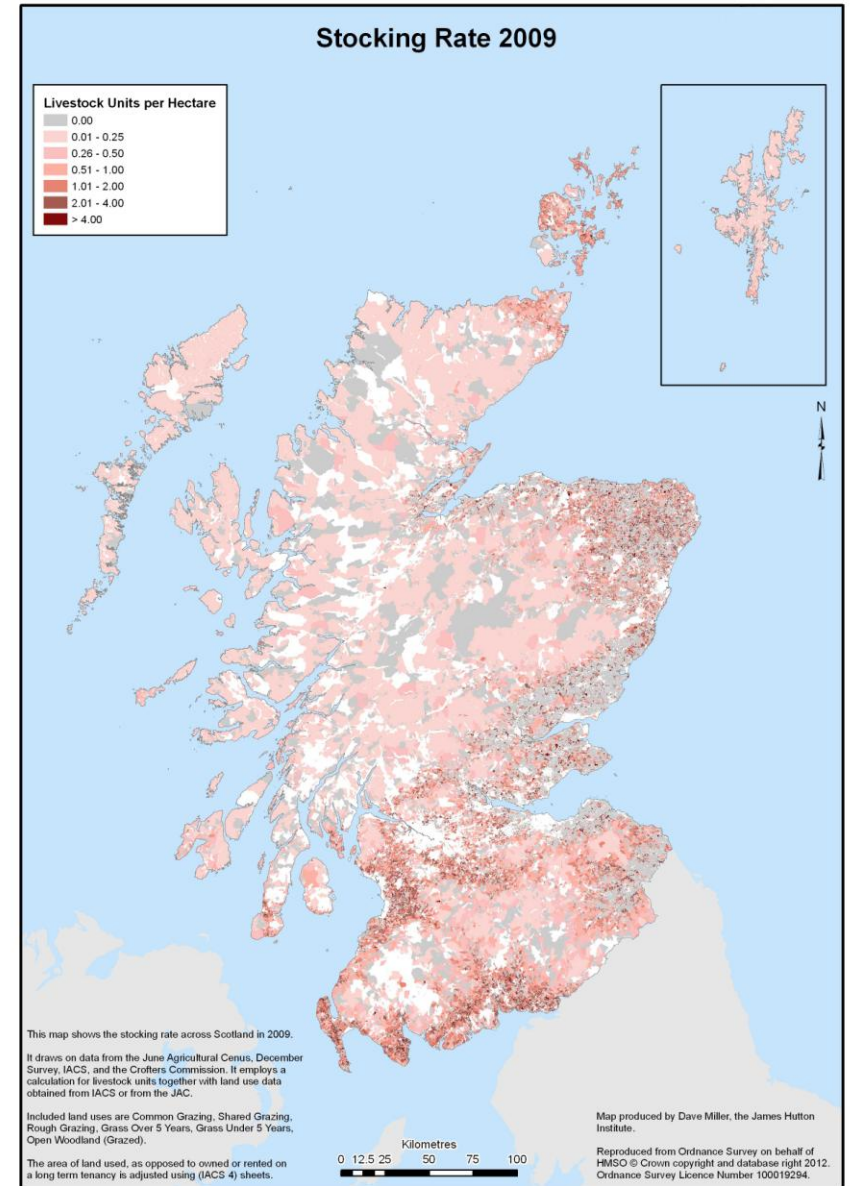 Stocking Rate 2009
Livestock Units per Hectare
0.00
0.01 - 0.25
0.26 - 0.50
0.51 - 1.00
1.01 - 2.00
2.01 - 4.00
> 4.00
N
This map shows the stocking rate across Scotland in 2009.
It draws on data from the June Agricultural Cenus, December
Survey, IACS, and the Crofters Commission. It employs a
calculation for livestock units together with land use data
obtained from IACS or from the JAC.
Included land uses are Common Grazing, Shared Grazing,
Rough Grazing, Grass Over 5 Years, Grass Under 5 Years,
Open Woodland (Grazed).
The area of land used, as opposed to owned or rented on
a long term tenancy is adjusted using (IACS 4) sheets.
Kilometres
0 12.5 25 50 75 100
Map produced by Dave Miller, the James Hutton
Institute.
Reproduced from Ordnance Survey on behalf of
HMSO © Crown copyright and database right 2012.
Ordnance Survey Licence Number 100019294.